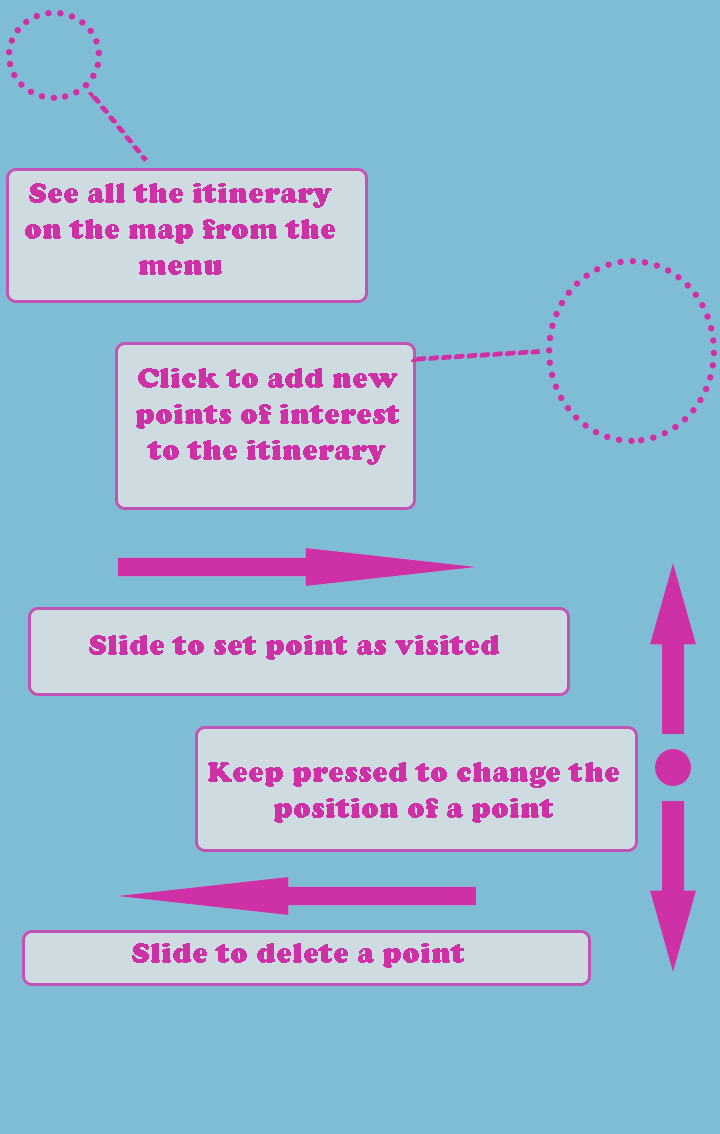 See all the itinerary
on the map from the
menu
Click to add new
points of interest
to the itinerary
Slide to set point as visited
Keep pressed to change the
position of a point
Slide to delete a point